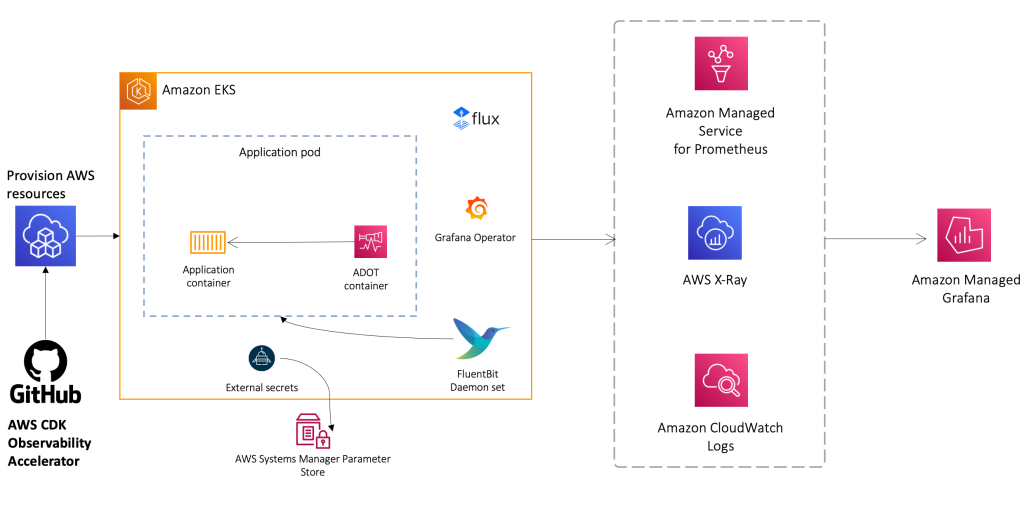 Amazon EKS
flux
Application pod
Provision AWS
resources
Grafana Operator
Application
container
ADOT
container
FluentBit
Daemon set
External secrets
GitHub
AWS CDK
Observability
Accelerator
AWS Systems Manager Parameter
Store
Amazon Managed
Service
for Prometheus
AWS X-Ray
Amazon CloudWatch
Logs
Amazon Managed
Grafana